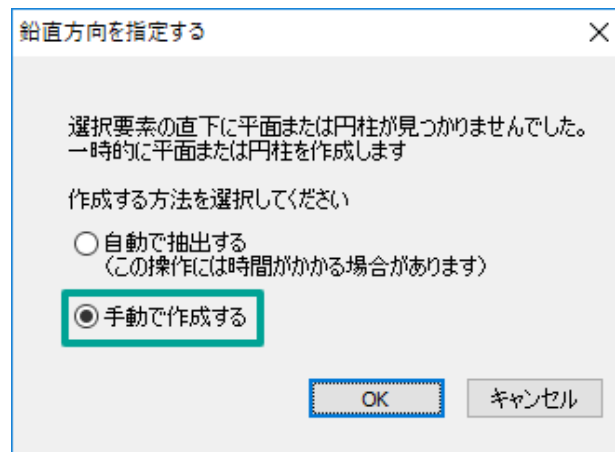 鉛直方向を指定する
選択要素の直下に平面または円柱が見つかりませんでした。
一時的に平面または円柱を作成します
作成する方法を選択してください
自動で抽出する
（この操作には時間がかかる場合があります）
手動で作成する
OK キャンセル